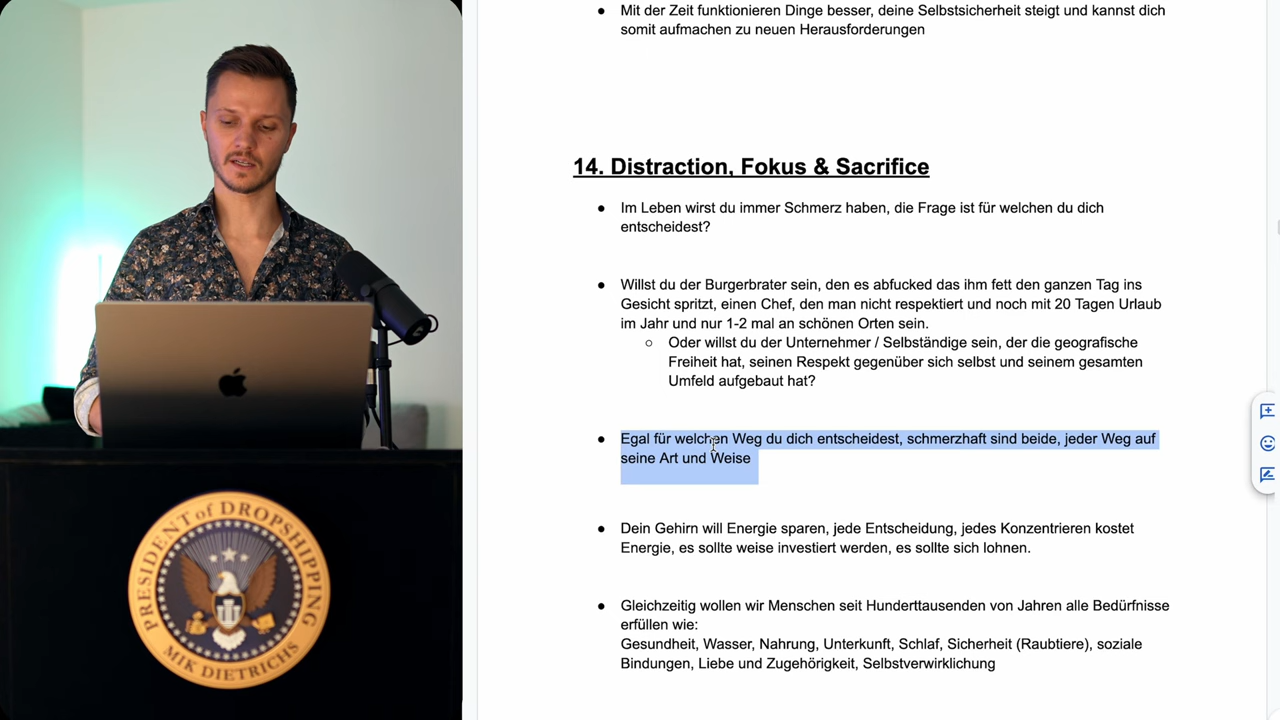 Mit der Zeit funktionieren Dinge besser, deine Selbstsicherheit steigt und kannst dich
somit aufmachen zu neuen Herausforderungen
14. Distraction, Fokus & Sacrifice
Im Leben wirst du immer Schmerz haben, die Frage ist für welchen du dich
entscheidest?
Willst du der Burgerbrater sein, den es abfucked das ihm fett den ganzen Tag ins
Gesicht spritzt, einen Chef, den man nicht respektiert und noch mit 20 Tagen Urlaub
im Jahr und nur 1-2 mal an schönen Orten sein.
Oder willst du der Unternehmer / Selbständige sein, der die geografische
Freiheit hat, seinen Respekt gegenüber sich selbst und seinem gesamten
Umfeld aufgebaut hat?
Egal für welchen Weg du dich entscheidest, schmerzhaft sind beide, jeder Weg auf
seine Art und Weise
Dein Gehirn will Energie sparen, jede Entscheidung, jedes Konzentrieren kostet
Energie, es sollte weise investiert werden, es sollte sich lohnen.
Gleichzeitig wollen wir Menschen seit Hunderttausenden von Jahren alle Bedürfnisse
erfüllen wie:
Gesundheit, Wasser, Nahrung, Unterkunft, Schlaf, Sicherheit (Raubtiere), soziale
Bindungen, Liebe und Zugehörigkeit, Selbstverwirklichung
PRESIDENT of DROPSHIPPING
MIK DIETRICHS